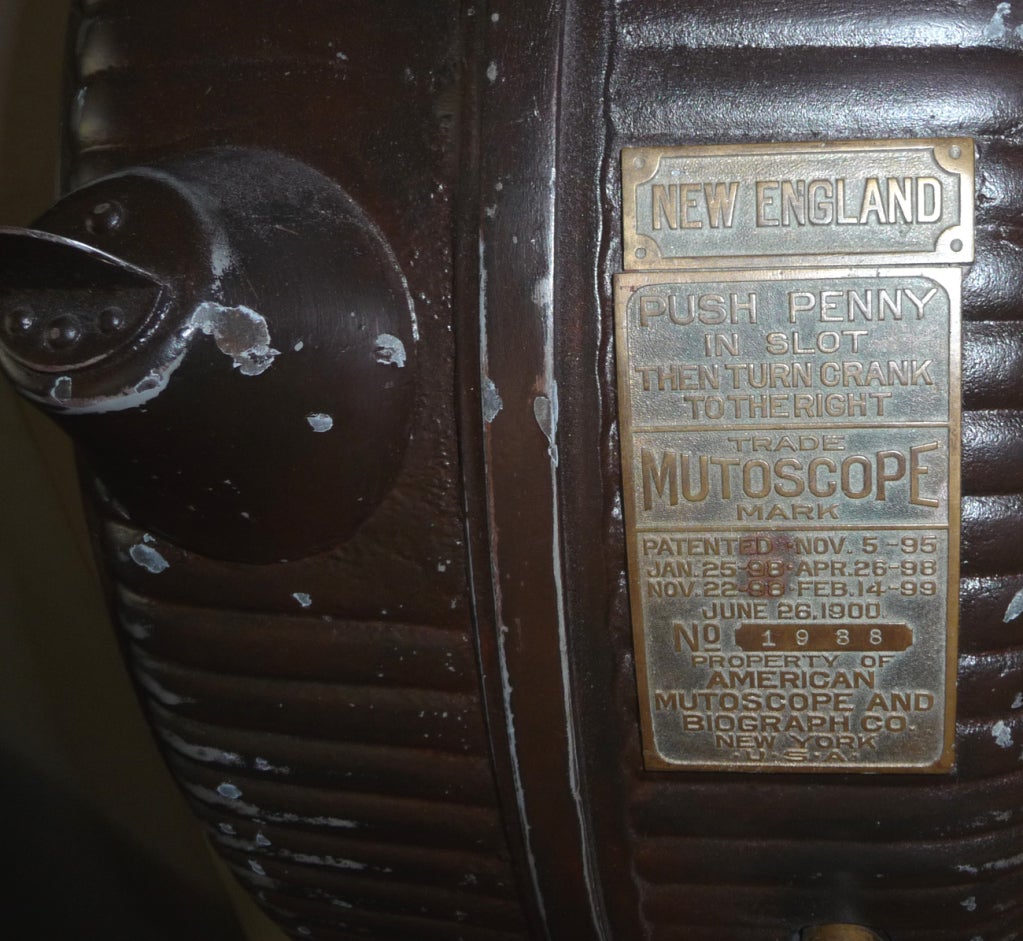 NEW ENGLAND
PUSH PENNY
IN SLOT
THEN TURN CRANK
TO THE RIGHT
TRADE
MUTOSCOPE
MARK
PATENTED NOV. 5-95
JAN. 25-98 APR. 26-98
NOV. 22-98 FEB. 14-99
JUNE 26, 1900
No 1988
PROPERTY OF
AMERICAN
MUTOSCOPE AND
BIOGRAPH CO.
NEW YORK
U·S·A·